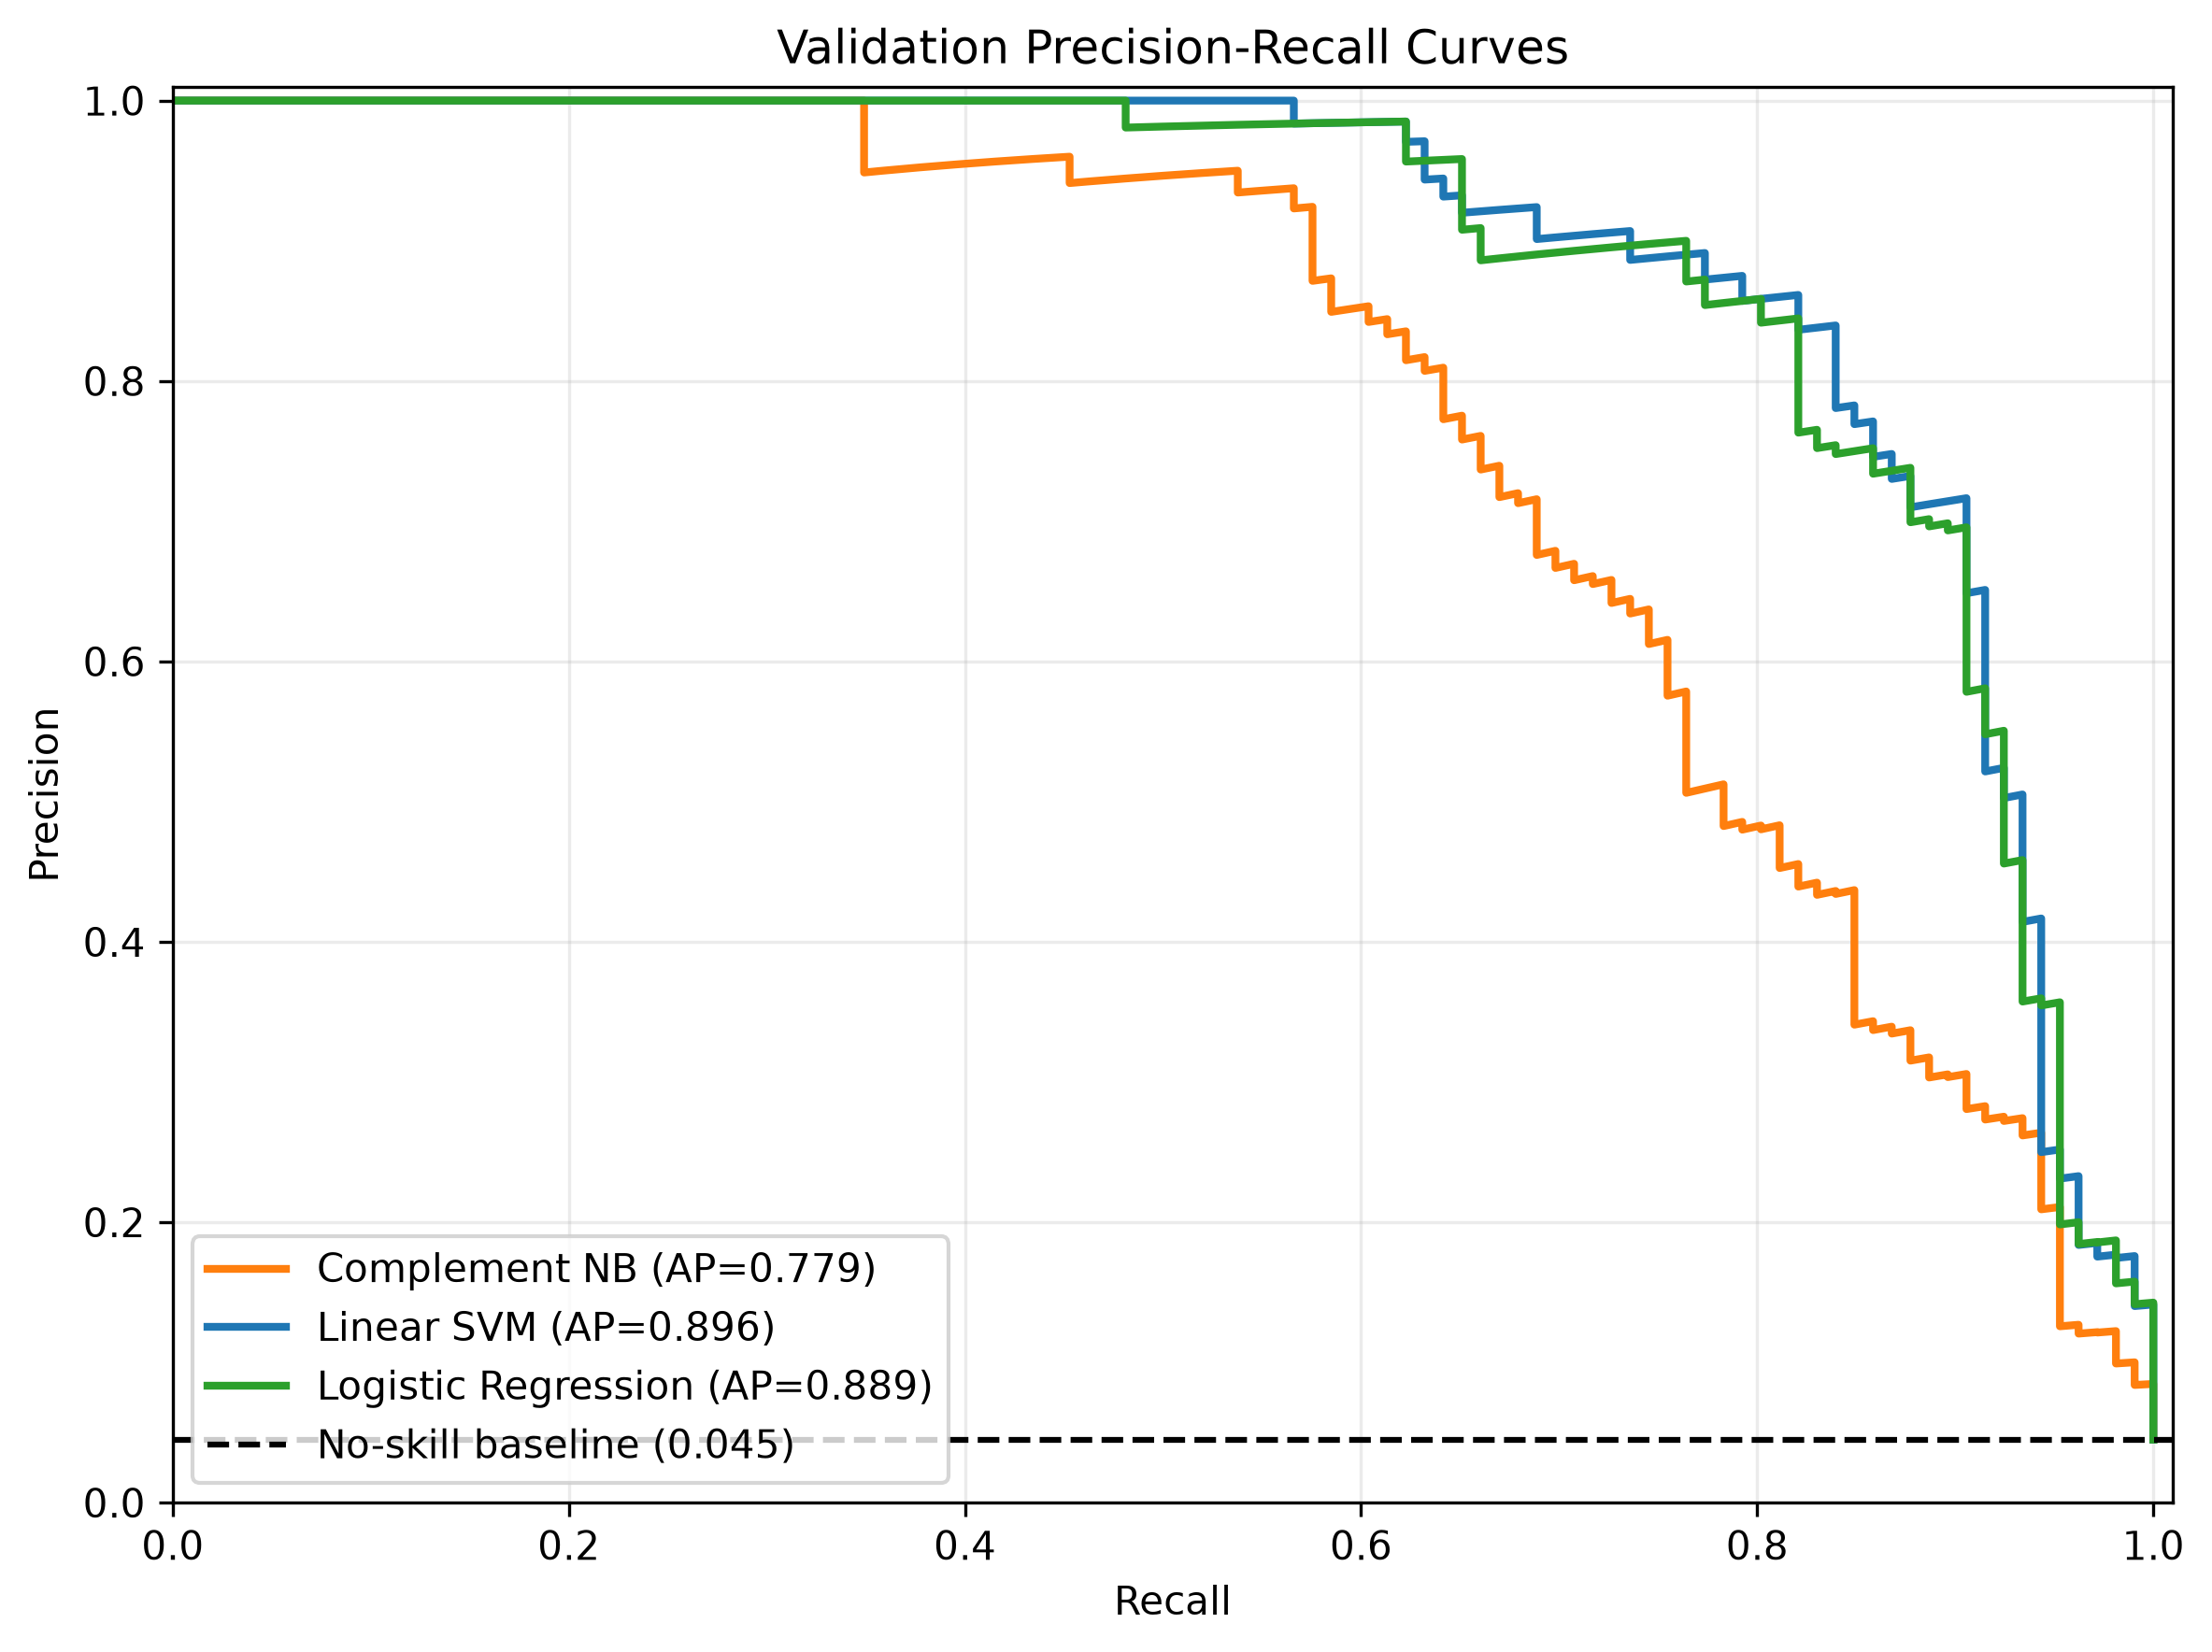 Validation Precision-Recall Curves
1.0
0.8
0.6
0.4
0.2
0.0
Precision
Complement NB (AP=0.779)
Linear SVM (AP=0.896)
Logistic Regression (AP=0.889)
No-skill baseline (0.045)
0.0 0.2 0.4 0.6 0.8 1.0
Recall